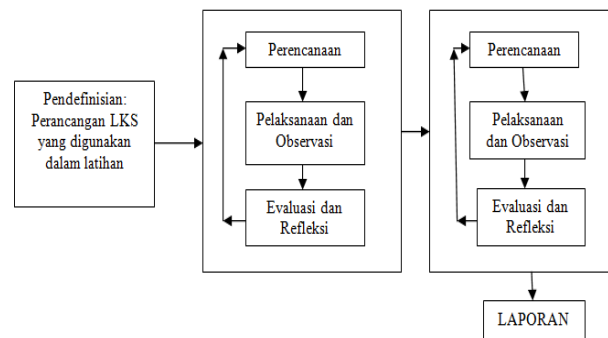 Pendefinisian:
Perancangan LKS
yang digunakan
dalam latihan
Perencanaan
Pelaksanaan dan
Observasi
Evaluasi dan
Refleksi
Perencanaan
Pelaksanaan
dan Observasi
Evaluasi dan
Refleksi
LAPORAN